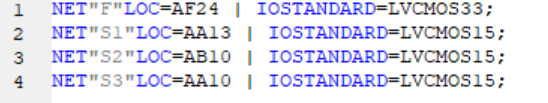 1 NET"F"LOC=AF24 | IOSTANDARD=LVCMOS33;
2 NET"S1"LOC=AA13 | IOSTANDARD=LVCMOS15;
3 NET"S2"LOC=AB10 | IOSTANDARD=LVCMOS15;
4 NET"S3"LOC=AA10 | IOSTANDARD=LVCMOS15;